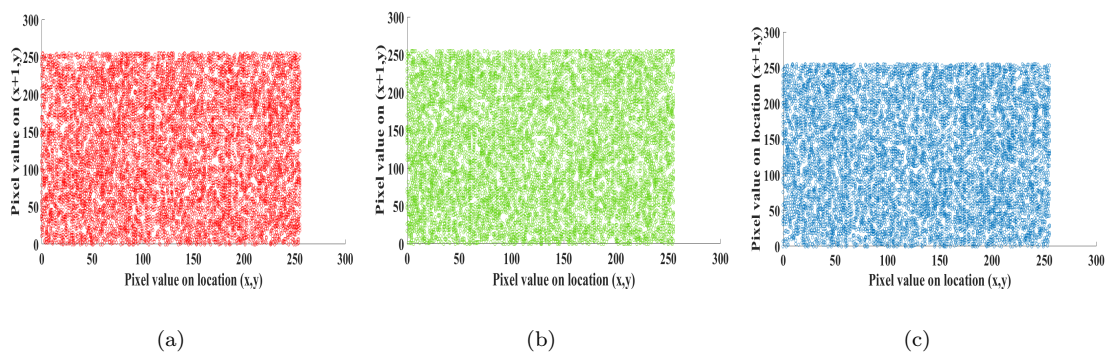 300
250
200
150
100
50
0
Pixel value on (x+1,y)
0 50 100 150 200 250 300
Pixel value on location (x,y)
(a)
300
250
200
150
100
50
0
Pixel value on (x+1,y)
0 50 100 150 200 250 300
Pixel value on location (x,y)
(b)
300
250
200
150
100
50
0
Pixel value on location (x+1,y)
0 50 100 150 200 250 300
Pixel value on location (x,y)
(c)